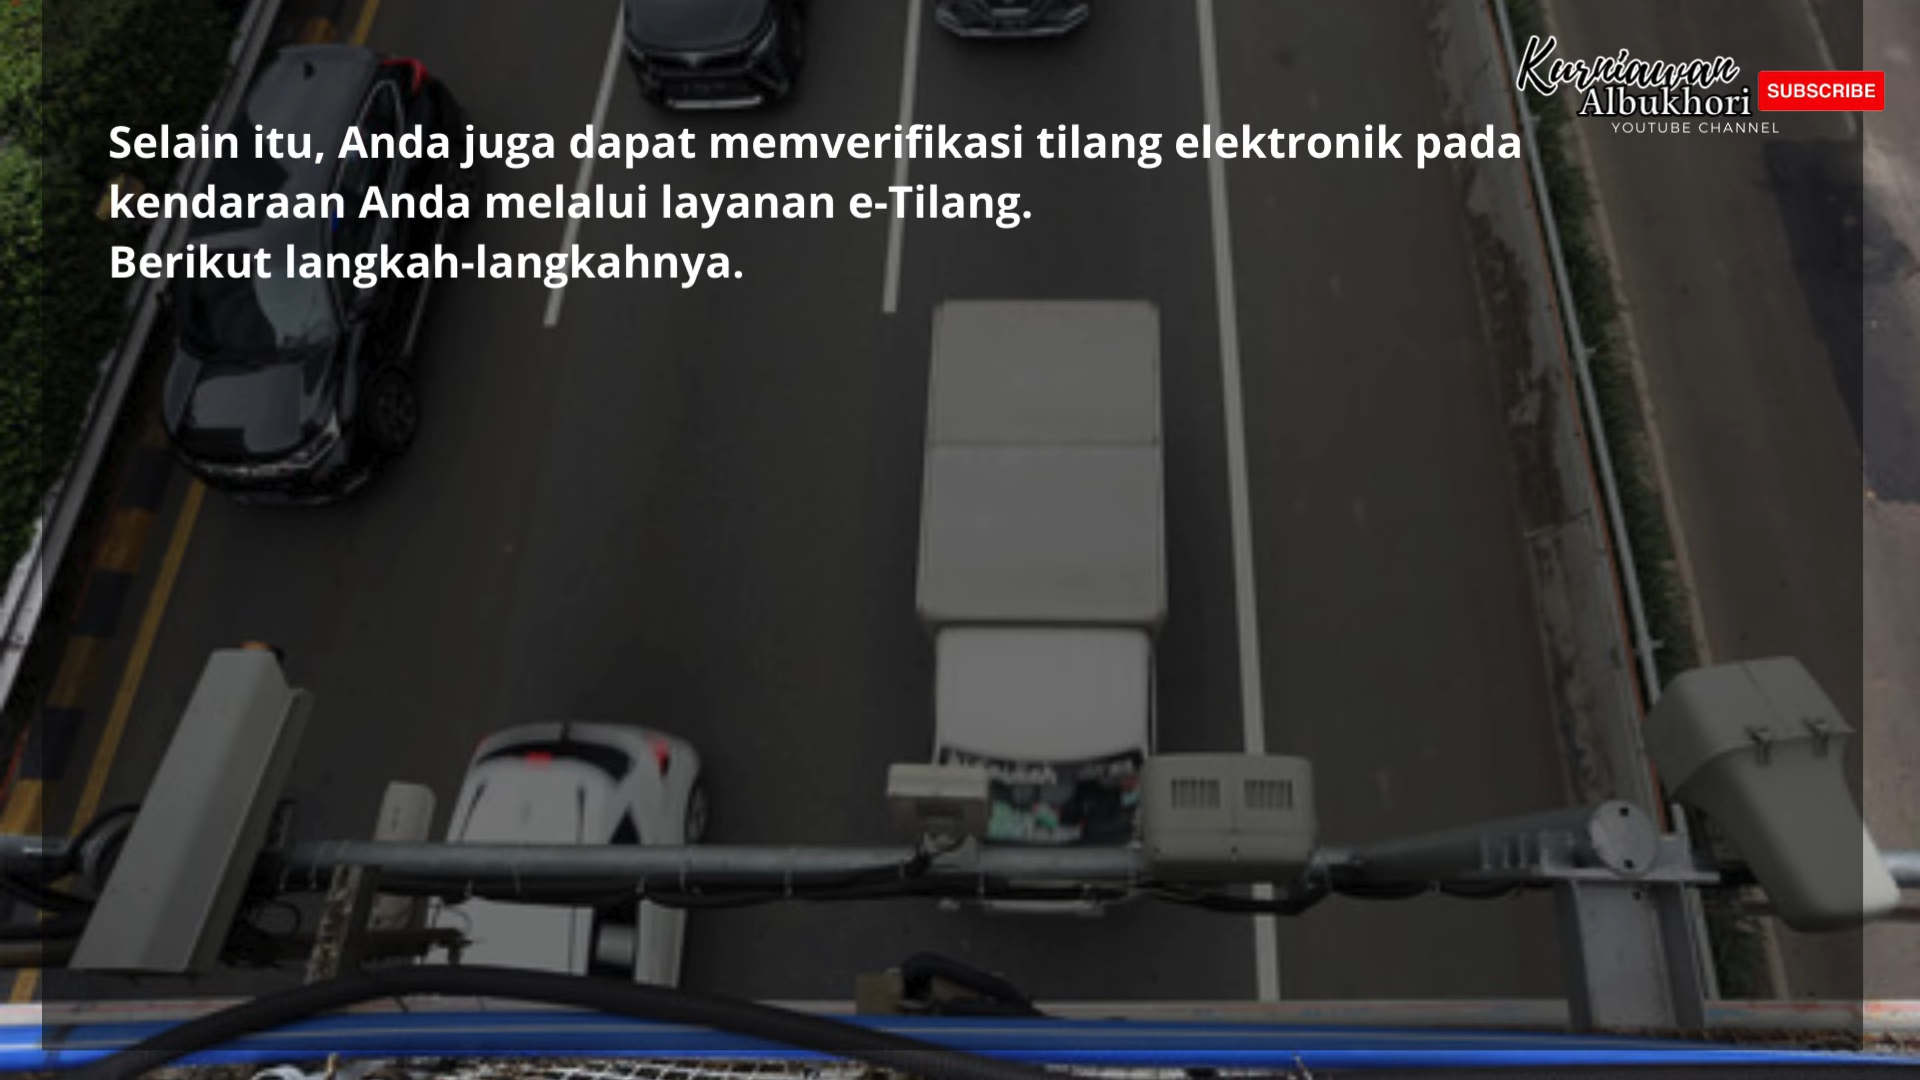 Kurniawan
Albukhori
SUBSCRIBE
YOUTUBE CHANNEL
Selain itu, Anda juga dapat memverifikasi tilang elektronik pada
kendaraan Anda melalui layanan e-Tilang.
Berikut langkah-langkahnya.